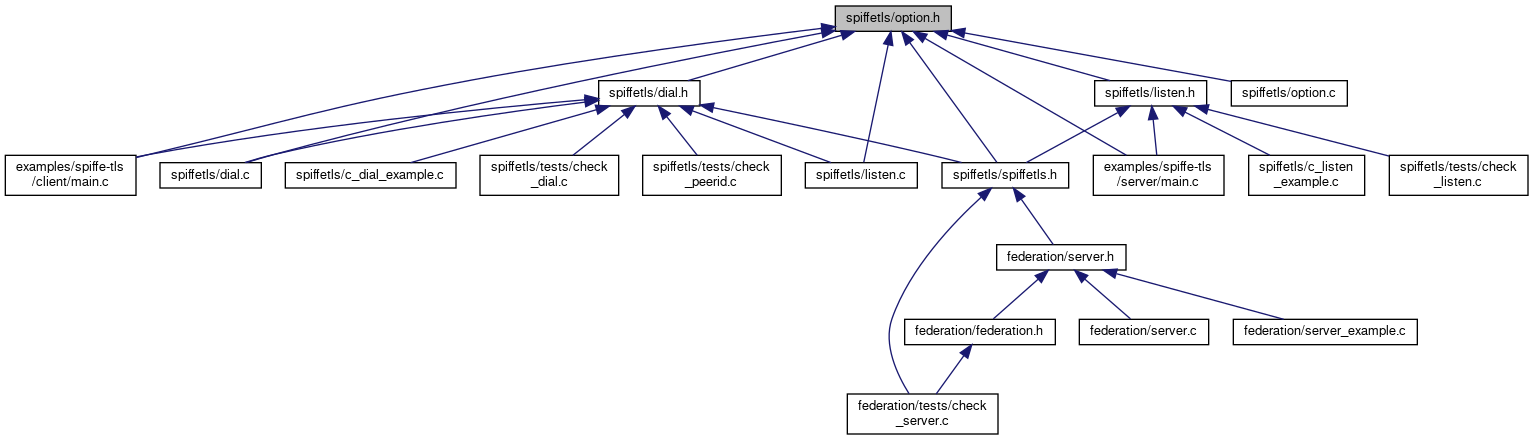 spiffetls/option.h
spiffetls/dial.h
spiffetls/listen.h
spiffetls/option.c
examples/spiffe-tls
/client/main.c
spiffetls/dial.c
spiffetls/c_dial_example.c
spiffetls/tests/check
_dial.c
spiffetls/tests/check
_peerid.c
spiffetls/listen.c
spiffetls/spiffetls.h
examples/spiffe-tls
/server/main.c
spiffetls/c_listen
_example.c
spiffetls/tests/check
_listen.c
federation/server.h
federation/federation.h
federation/server.c
federation/server_example.c
federation/tests/check
_server.c